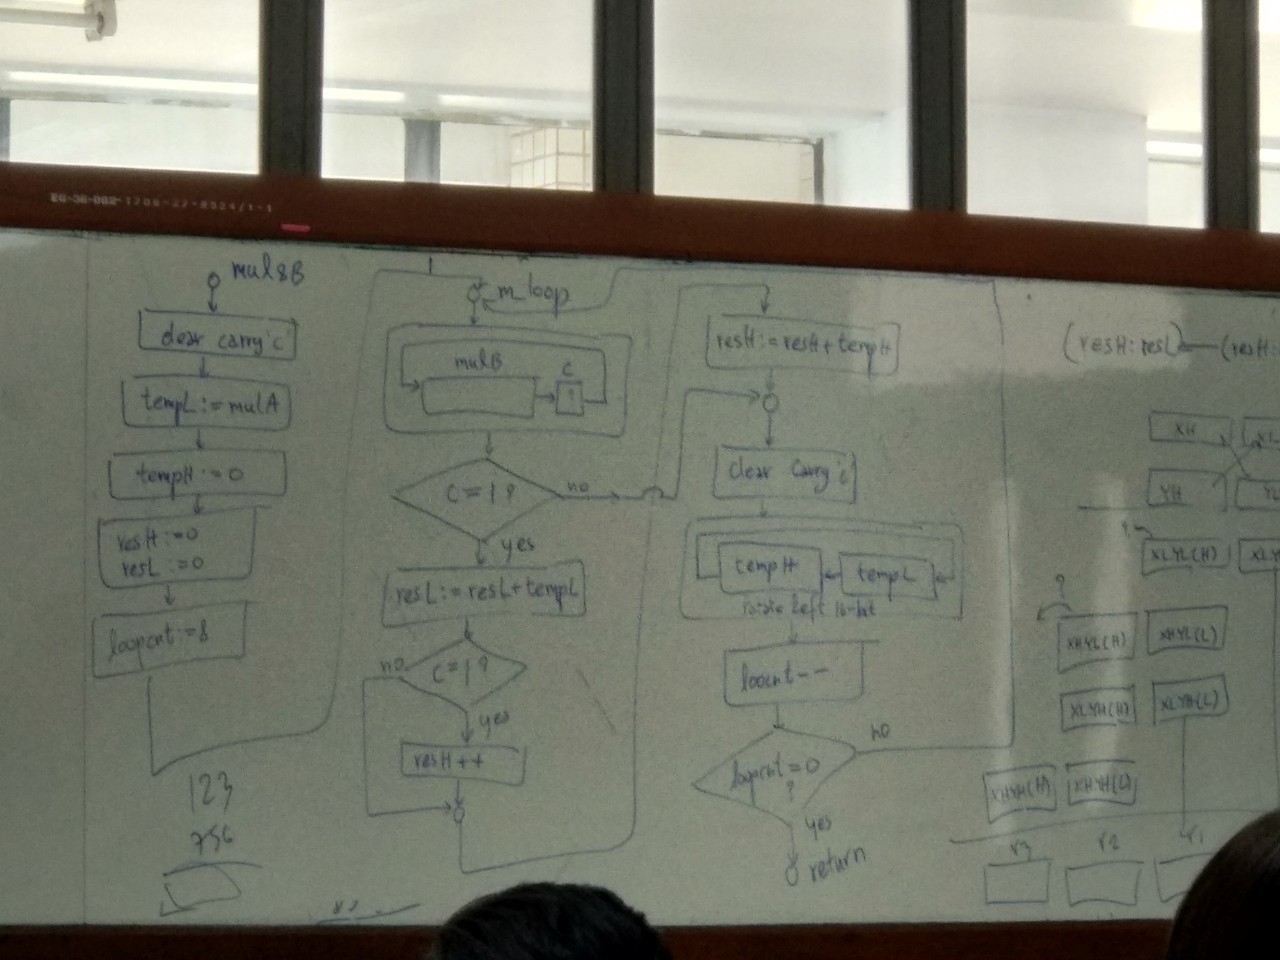 mul8B
clear carry 'c'
tempL := mulA
tempH := 0
resH := 0
resL := 0
loopcnt := 8
123
756
m_loop
mulB
C
?
C = 1 ?
no
yes
resL := resL + tempL
C = 1 ?
no
yes
resH ++
resH := resH + tempH
clear carry 'c'
tempH
tempL
rotate left 16-bit
loopcnt --
loopcnt = 0
?
no
yes
return
(resH:resL) (resH:
XH XL
YH YL
? XLYL(H) XLY
?
XHYL(H) XHYL(L)
XLYH(H) XLYH(L)
XHYH(H) XHYH(L)
r3 r2 r1